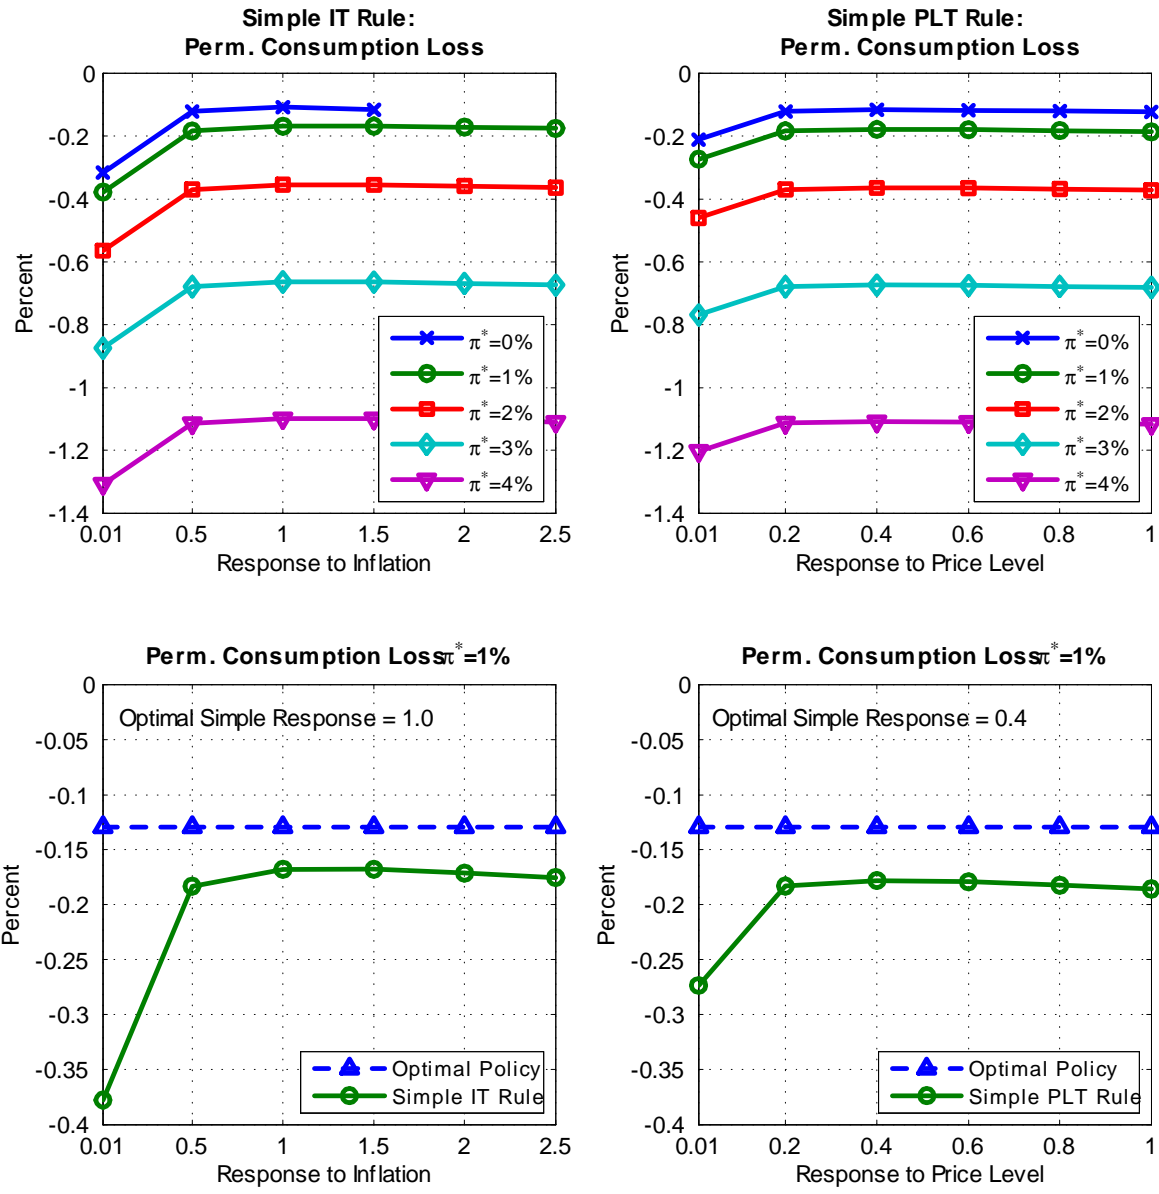 Simple IT Rule:
Perm. Consumption Loss
0
-0.2
-0.4
-0.6
-0.8
-1
-1.2
-1.4
Percent
π*=0%
π*=1%
π*=2%
π*=3%
π*=4%
0.01 0.5 1 1.5 2 2.5
Response to Inflation
Simple PLT Rule:
Perm. Consumption Loss
0
-0.2
-0.4
-0.6
-0.8
-1
-1.2
-1.4
Percent
π*=0%
π*=1%
π*=2%
π*=3%
π*=4%
0.01 0.2 0.4 0.6 0.8 1
Response to Price Level
Perm. Consumption Loss π*=1%
Optimal Simple Response = 1.0
0
-0.05
-0.1
-0.15
-0.2
-0.25
-0.3
-0.35
-0.4
Percent
Optimal Policy
Simple IT Rule
0.01 0.5 1 1.5 2 2.5
Response to Inflation
Perm. Consumption Loss π*=1%
Optimal Simple Response = 0.4
0
-0.05
-0.1
-0.15
-0.2
-0.25
-0.3
-0.35
-0.4
Percent
Optimal Policy
Simple PLT Rule
0.01 0.2 0.4 0.6 0.8 1
Response to Price Level